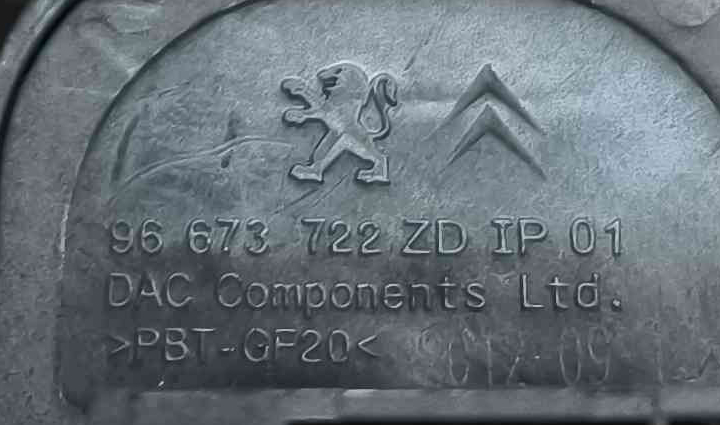 96 673 722 ZD IP 01
DAC Components Ltd.
>PBT-GF20<